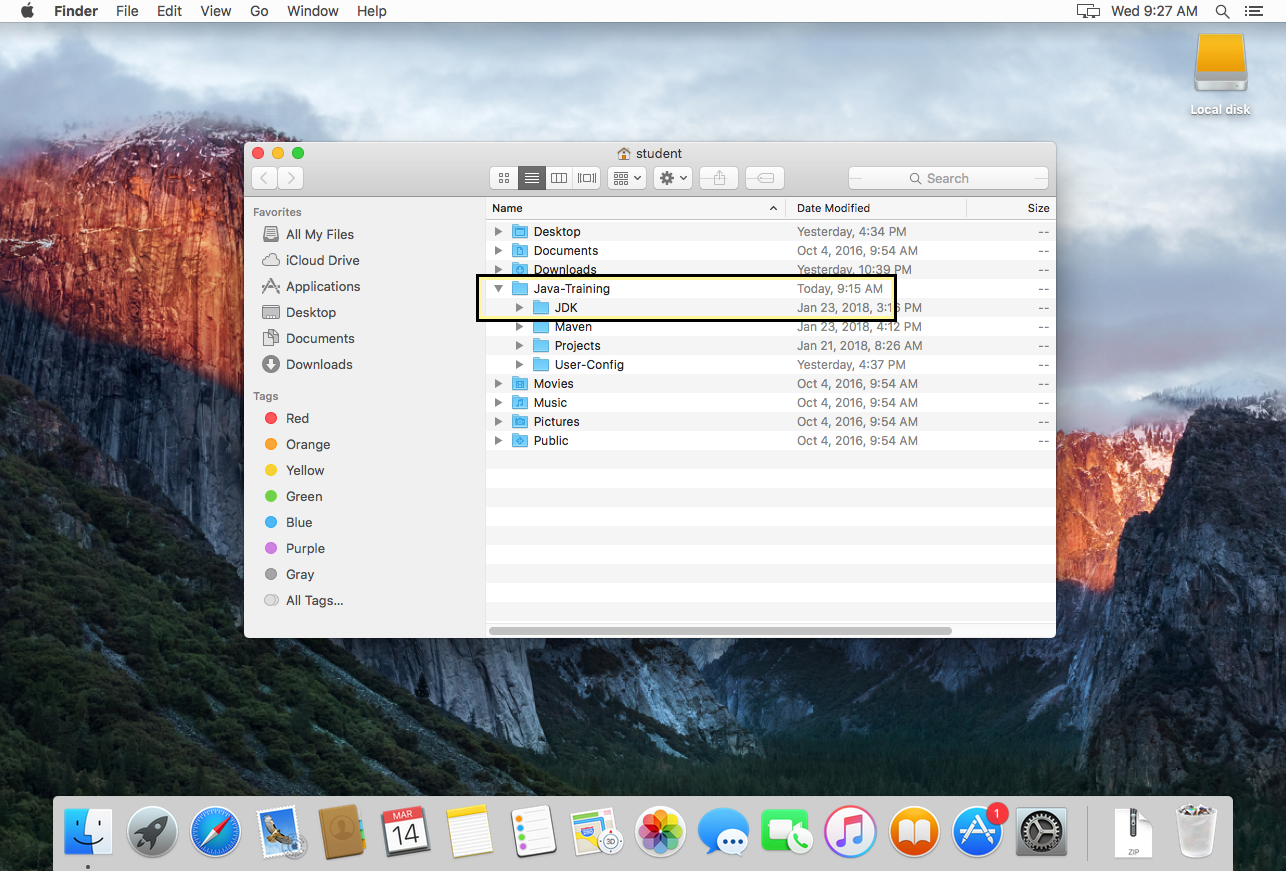 Finder File Edit View Go Window Help Wed 9:27 AM
Local disk
student
Search
Favorites
All My Files
iCloud Drive
Applications
Desktop
Documents
Downloads
Tags
Red
Orange
Yellow
Green
Blue
Purple
Gray
All Tags...
Name Date Modified Size
Desktop Yesterday, 4:34 PM --
Documents Oct 4, 2016, 9:54 AM --
Downloads Yesterday, 10:39 PM --
Java-Training Today, 9:15 AM --
JDK Jan 23, 2018, 3:16 PM --
Maven Jan 23, 2018, 4:12 PM --
Projects Jan 21, 2018, 8:26 AM --
User-Config Yesterday, 4:37 PM --
Movies Oct 4, 2016, 9:54 AM --
Music Oct 4, 2016, 9:54 AM --
Pictures Oct 4, 2016, 9:54 AM --
Public Oct 4, 2016, 9:54 AM --
MAR
14
3D
1
ZIP